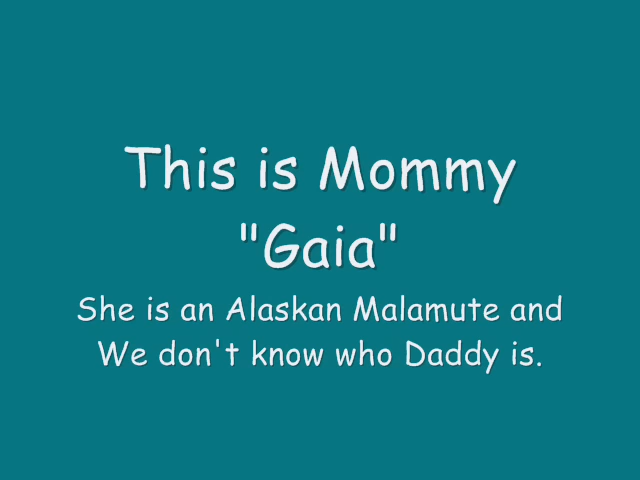 This is Mommy
"Gaia"
She is an Alaskan Malamute and
We don't know who Daddy is.